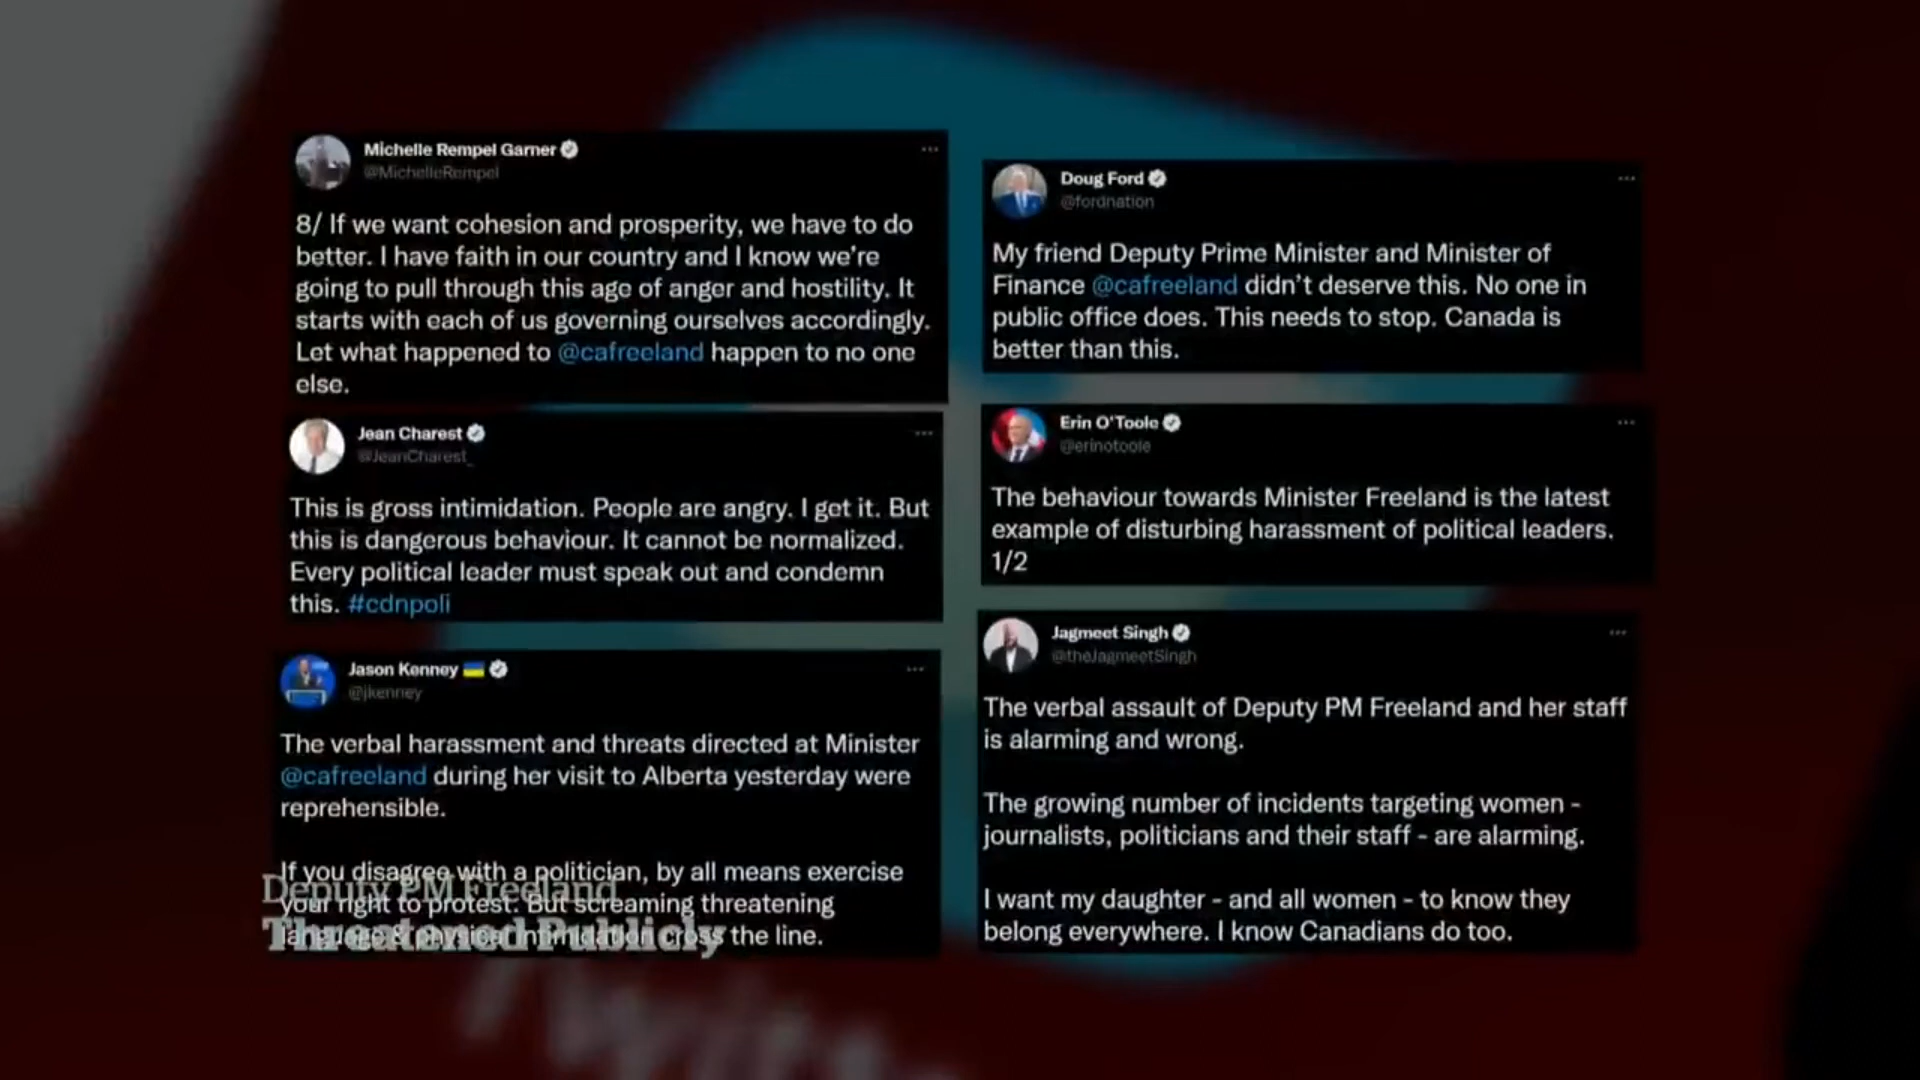 Michelle Rempel Garner
@MichelleRempel
8/ If we want cohesion and prosperity, we have to do
better. I have faith in our country and I know we're
going to pull through this age of anger and hostility. It
starts with each of us governing ourselves accordingly.
Let what happened to @cafreeland happen to no one
else.
Jean Charest
@JeanCharest_
This is gross intimidation. People are angry. I get it. But
this is dangerous behaviour. It cannot be normalized.
Every political leader must speak out and condemn
this. #cdnpoli
Jason Kenney
@jkenney
The verbal harassment and threats directed at Minister
@cafreeland during her visit to Alberta yesterday were
reprehensible.
If you disagree with a politician, by all means exercise
your right to protest. But screaming threatening
language & physical intimidation cross the line.
Deputy PM Freeland
Threatened Publicly
Doug Ford
@fordnation
My friend Deputy Prime Minister and Minister of
Finance @cafreeland didn't deserve this. No one in
public office does. This needs to stop. Canada is
better than this.
Erin O'Toole
@erinotoole
The behaviour towards Minister Freeland is the latest
example of disturbing harassment of political leaders.
1/2
Jagmeet Singh
@theJagmeetSingh
The verbal assault of Deputy PM Freeland and her staff
is alarming and wrong.
The growing number of incidents targeting women -
journalists, politicians and their staff - are alarming.
I want my daughter - and all women - to know they
belong everywhere. I know Canadians do too.